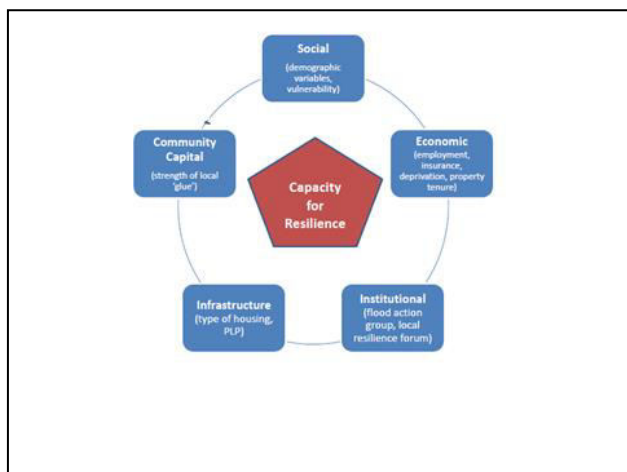 Social
(demographic
variables,
vulnerability)
Economic
(employment,
insurance,
deprivation, property
tenure)
Institutional
(flood action
group, local
resilience forum)
Infrastructure
(type of housing,
PLP)
Community
Capital
(strength of local
'glue')
Capacity
for
Resilience